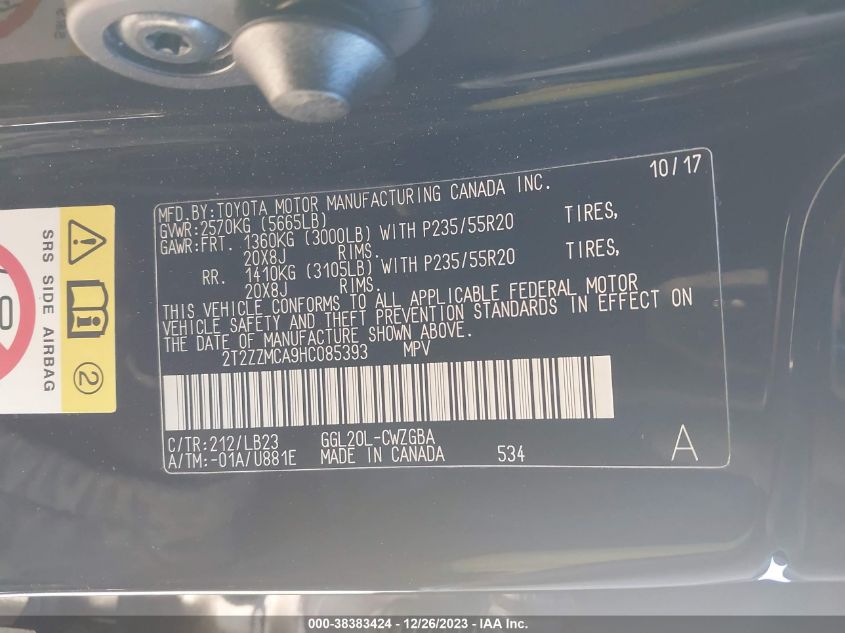 10/17
MFD.BY:TOYOTA MOTOR MANUFACTURING CANADA INC.
GVWR:2570KG (5665LB)
GAWR:FRT. 1360KG (3000LB) WITH P235/55R20 TIRES,
20X8J RIMS.
RR. 1410KG (3105LB) WITH P235/55R20 TIRES,
20X8J RIMS.
THIS VEHICLE CONFORMS TO ALL APPLICABLE FEDERAL MOTOR
VEHICLE SAFETY AND THEFT PREVENTION STANDARDS IN EFFECT ON
THE DATE OF MANUFACTURE SHOWN ABOVE.
2T2ZZMCA9HC085393 MPV
C/TR:212/LB23 GGL20L-CWZGBA
A/TM:-01A/U881E MADE IN CANADA 534 A
SRS SIDE AIRBAG
2
000-38383424 - 12/26/2023 - IAA Inc.